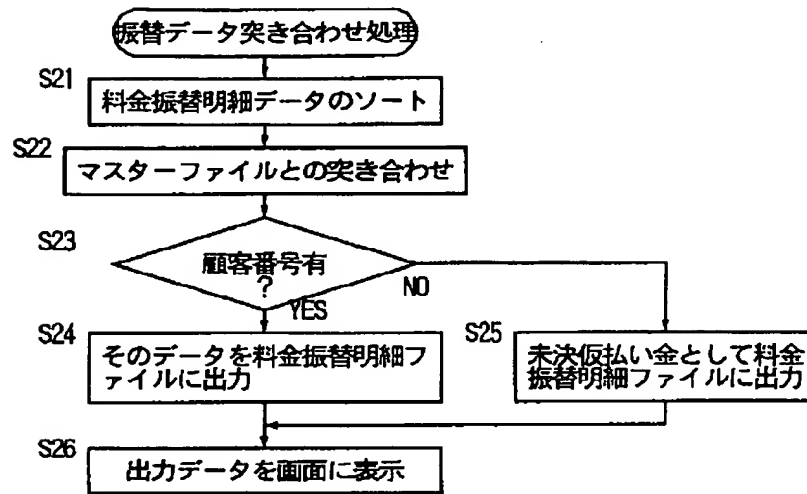 振替データ突き合わせ処理
S21
料金振替明細データのソート
S22
マスターファイルとの突き合わせ
S23
顧客番号有
?
YES
NO
S24
そのデータを料金振替明細フ
ァイルに出力
S25
未決仮払い金として料金
振替明細ファイルに出力
S26
出力データを画面に表示